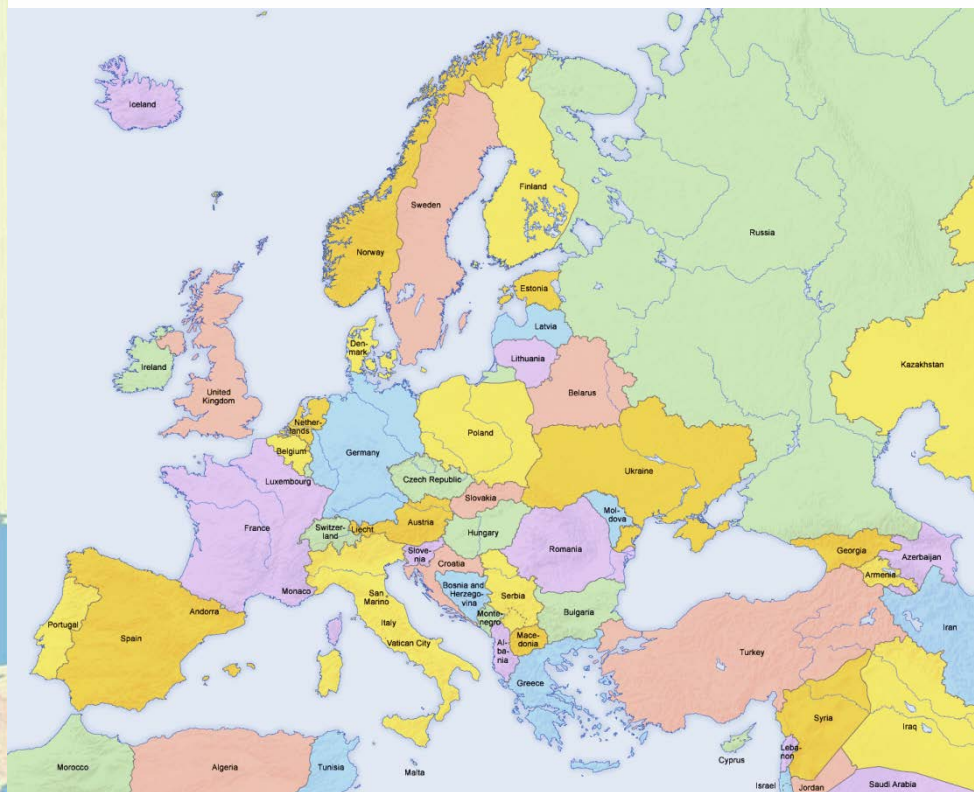 Iceland
Finland
Sweden
Russia
Norway
Estonia
Den-
mark
Latvia
Lithuania
Ireland
Kazakhstan
United
Kingdom
Belarus
Nether-
lands
Poland
Belgium
Germany
Ukraine
Luxembourg
Czech Republic
Slovakia
Mol-
dova
France
Switzer-
land
Liecht
Austria
Hungary
Romania
Slove-
nia
Croatia
Georgia
Azerbaijan
Armenia
Monaco
San
Marino
Bosnia and
Herzego-
vina
Serbia
Andorra
Portugal
Spain
Italy
Monte-
negro
Bulgaria
Iran
Vatican City
Mace-
donia
Al-
ba-
nia
Turkey
Greece
Syria
Iraq
Morocco
Algeria
Tunisia
Malta
Cyprus
Leba-
non
Israel
Jordan
Saudi Arabia